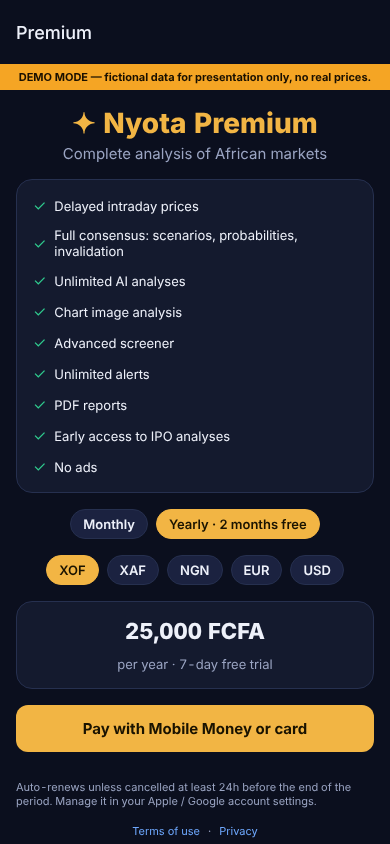 Premium
DEMO MODE — fictional data for presentation only, no real prices.
✦ Nyota Premium
Complete analysis of African markets
Delayed intraday prices
Full consensus: scenarios, probabilities,
invalidation
Unlimited AI analyses
Chart image analysis
Advanced screener
Unlimited alerts
PDF reports
Early access to IPO analyses
No ads
Monthly
Yearly · 2 months free
XOF XAF NGN EUR USD
25,000 FCFA
per year · 7-day free trial
Pay with Mobile Money or card
Auto-renews unless cancelled at least 24h before the end of the
period. Manage it in your Apple / Google account settings.
Terms of use · Privacy